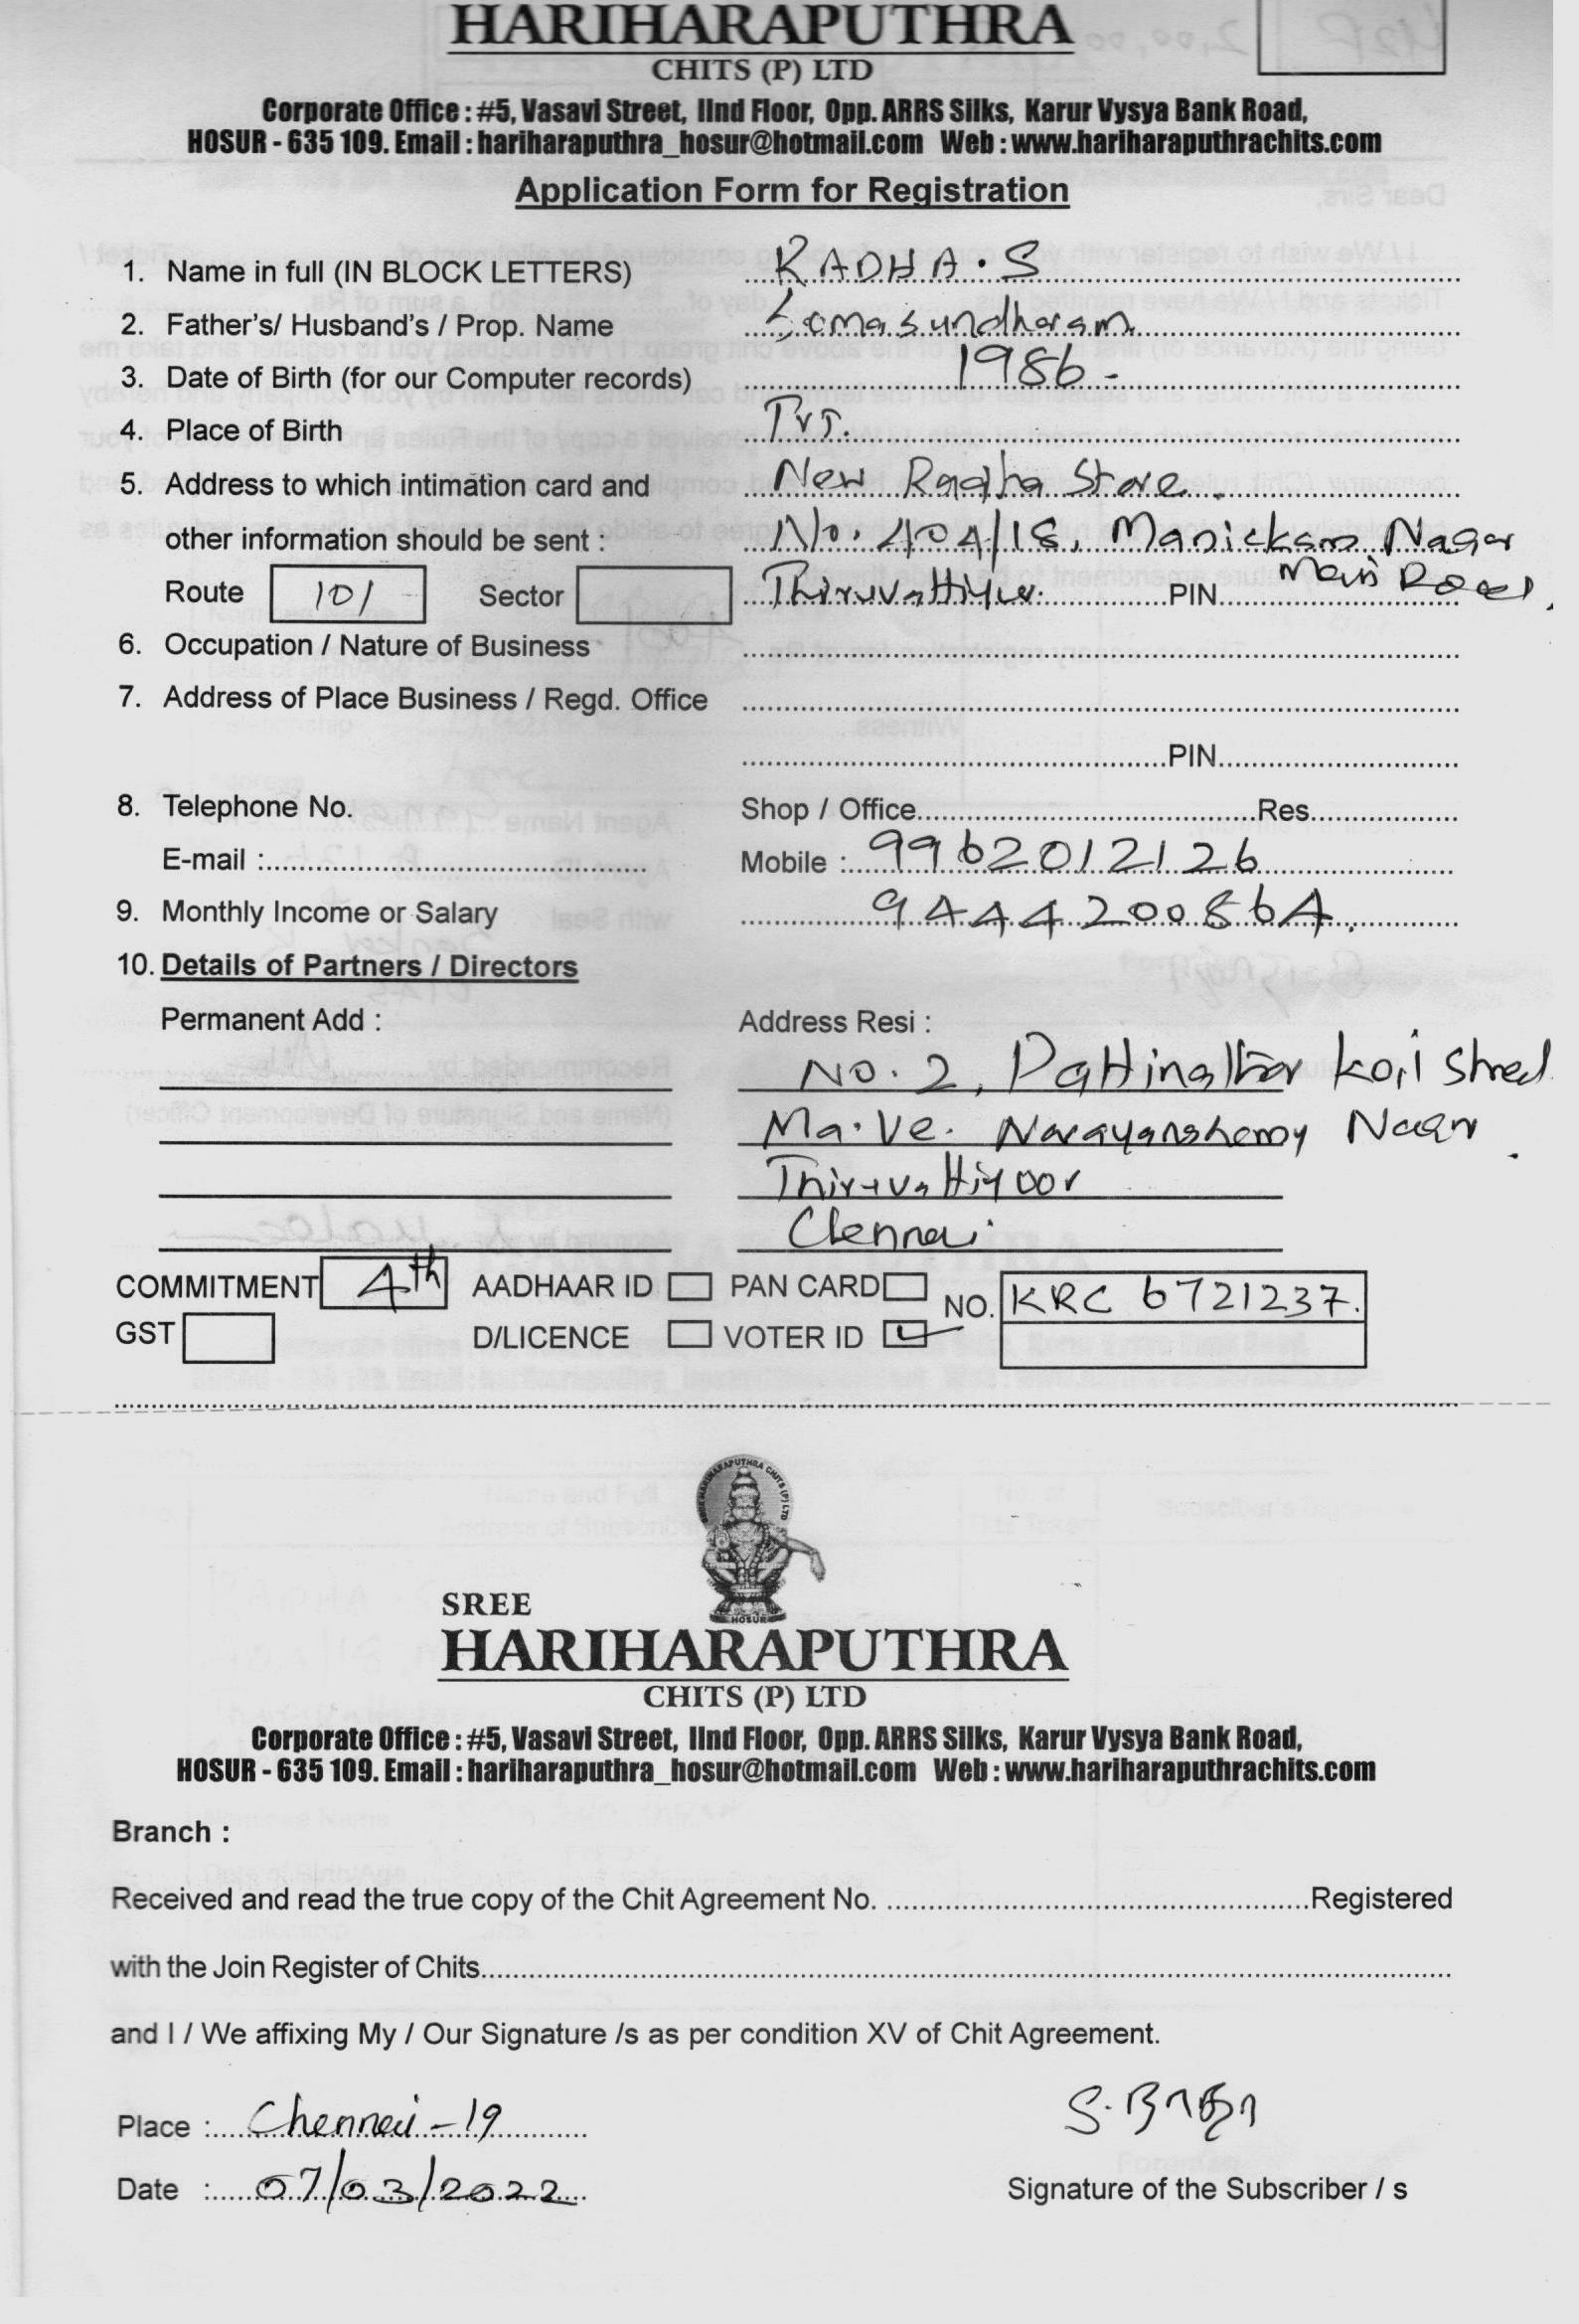 HARIHARAPUTHRA
CHITS (P) LTD
Corporate Office : #5, Vasavi Street, IInd Floor, Opp. ARRS Silks, Karur Vysya Bank Road,
HOSUR - 635 109. Email : hariharaputhra_hosur@hotmail.com Web : www.hariharaputhrachits.com
Application Form for Registration
1. Name in full (IN BLOCK LETTERS) RADHA . S
2. Father's/ Husband's / Prop. Name Somasundharam
3. Date of Birth (for our Computer records) 1986 -
4. Place of Birth TVT.
5. Address to which intimation card and New Radha Store.
other information should be sent : No. 404/18, Manickam Nagar
Main Road,
Route 101 Sector Thiruvottiyur. PIN
6. Occupation / Nature of Business
7. Address of Place Business / Regd. Office
PIN
8. Telephone No. Shop / Office Res.
E-mail : Mobile : 9962012126
9. Monthly Income or Salary 9444200864.
10. Details of Partners / Directors
Permanent Add : Address Resi :
NO. 2, Pattinathar Koil Street
Ma. Ve. Narayanshamy Nagar.
Thiruvottiyoor
Chennai.
COMMITMENT 4th AADHAAR ID PAN CARD NO. KRC 6721237.
GST D/LICENCE VOTER ID ✓
SREE HARIHARAPUTHRA CHITS (P) LTD
HOSUR
SREE
HARIHARAPUTHRA
CHITS (P) LTD
Corporate Office : #5, Vasavi Street, IInd Floor, Opp. ARRS Silks, Karur Vysya Bank Road,
HOSUR - 635 109. Email : hariharaputhra_hosur@hotmail.com Web : www.hariharaputhrachits.com
Branch :
Received and read the true copy of the Chit Agreement No. Registered
with the Join Register of Chits
and I / We affixing My / Our Signature /s as per condition XV of Chit Agreement.
Place : Chennai - 19
S. ராதா
Date : 07/03/2022
Signature of the Subscriber / s